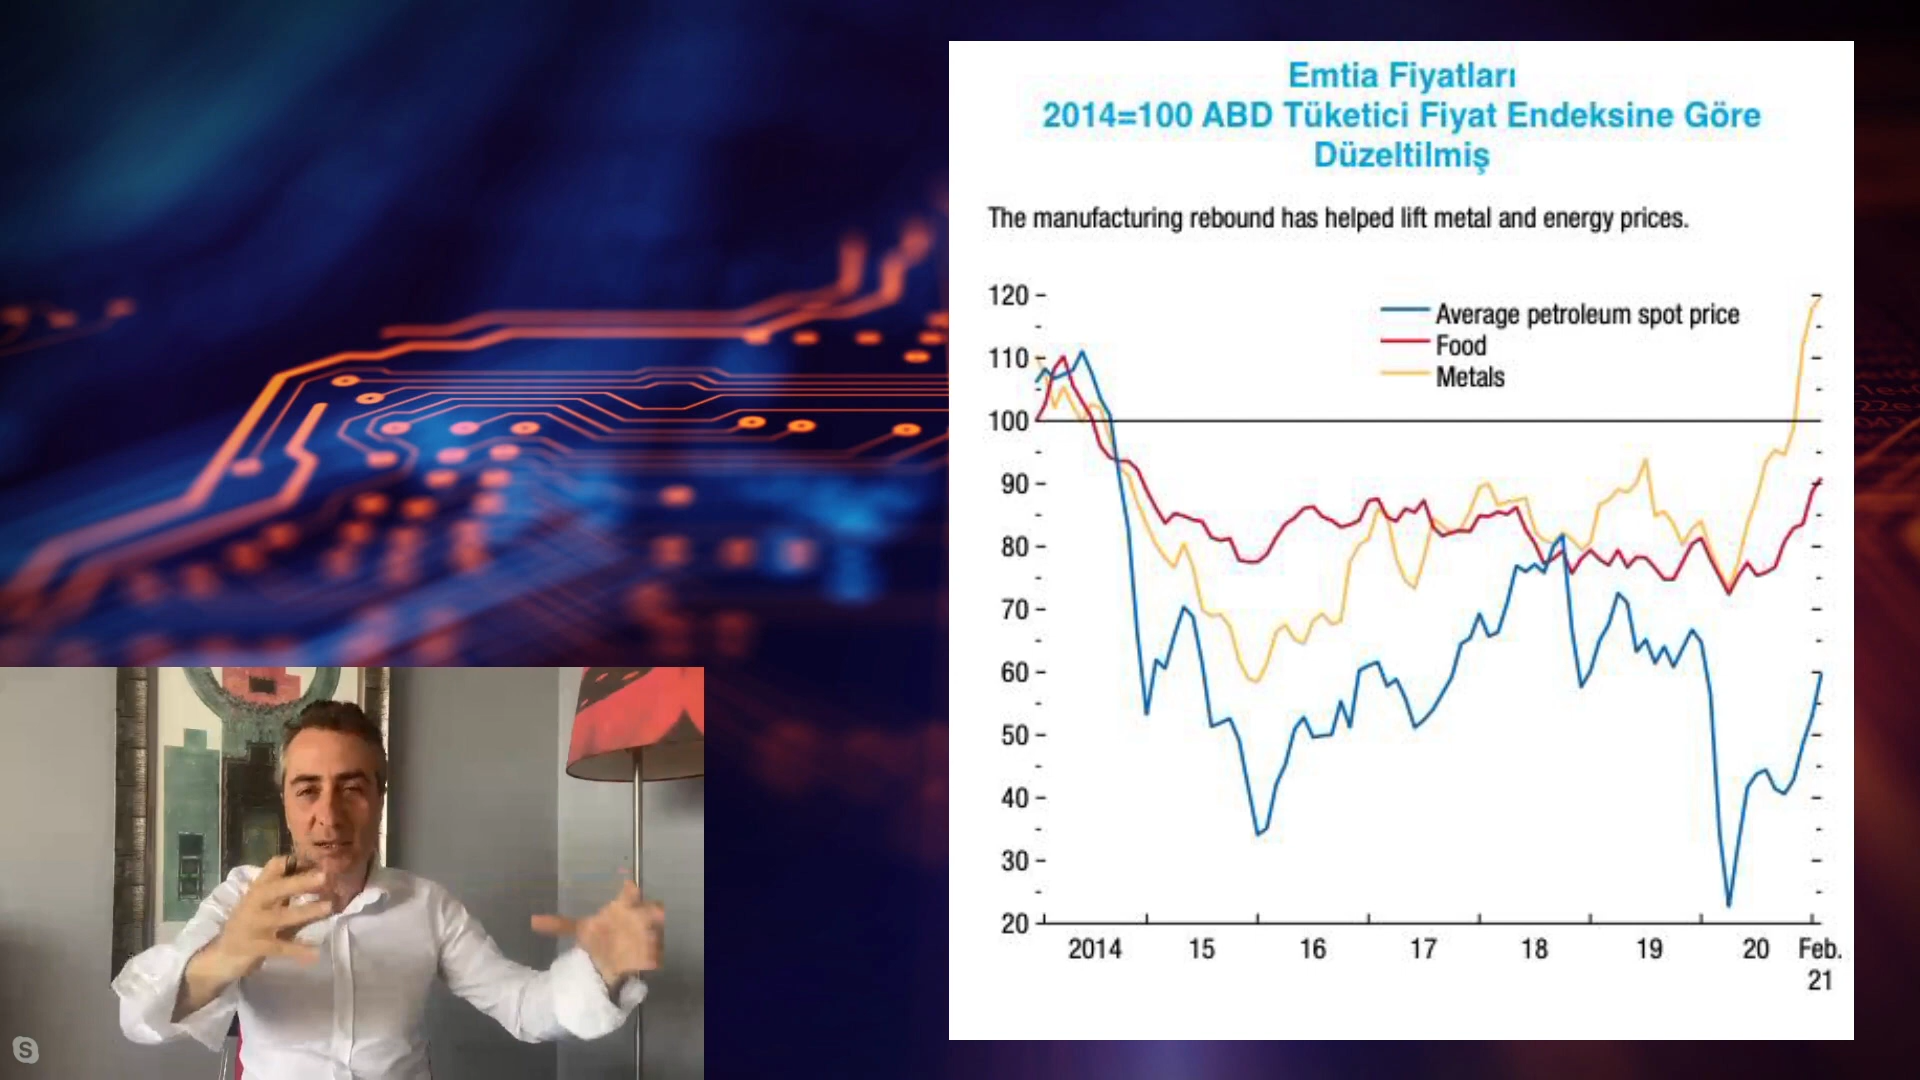 Emtia Fiyatları
2014=100 ABD Tüketici Fiyat Endeksine Göre
Düzeltilmiş
The manufacturing rebound has helped lift metal and energy prices.
120
110
100
90
80
70
60
50
40
30
20
Average petroleum spot price
Food
Metals
2014 15 16 17 18 19 20 Feb.
21
S